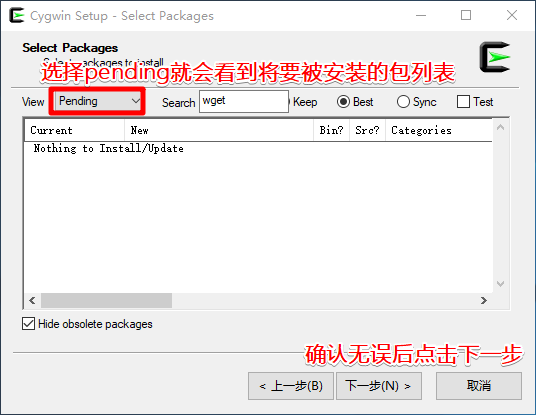 Cygwin Setup - Select Packages
Select Packages
Select packages to install
选择pending就会看到将要被安装的包列表
View Pending Search wget Keep Best Sync Test
Current New Bin? Src? Categories
Nothing to Install/Update
Hide obsolete packages
确认无误后点击下一步
< 上一步(B) 下一步(N) > 取消